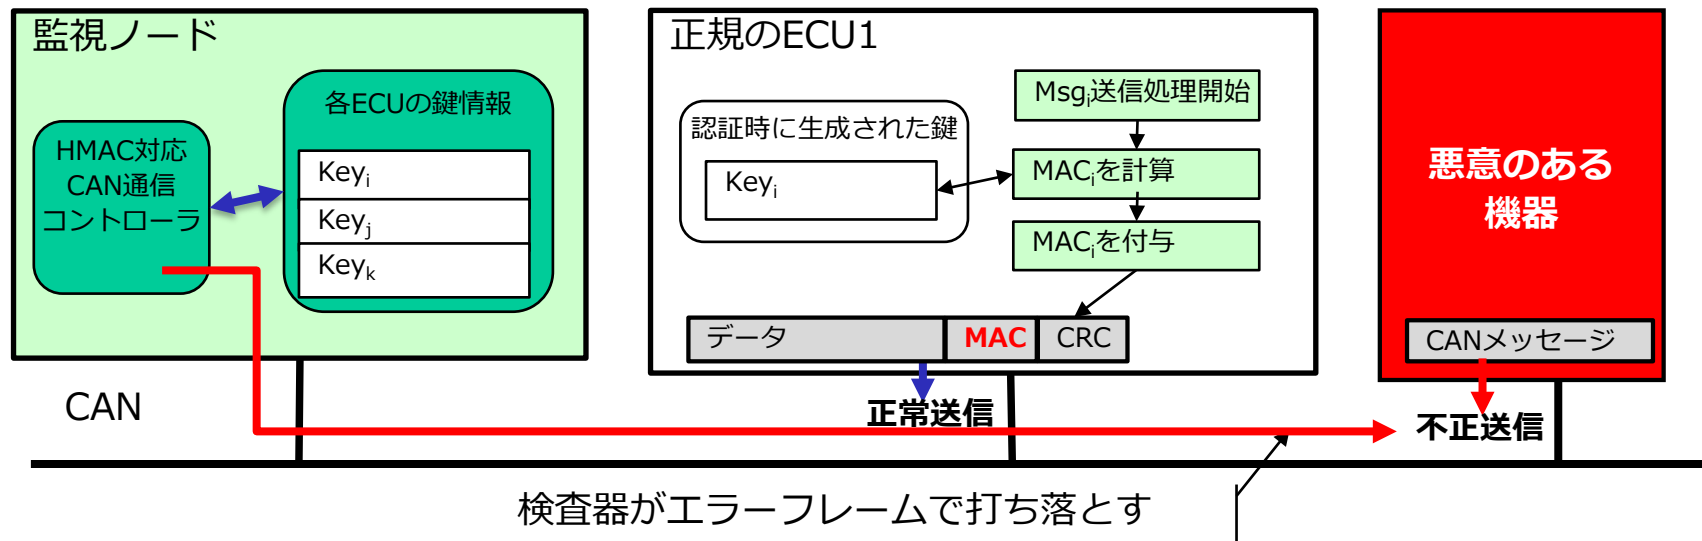 監視ノード
各ECUの鍵情報
HMAC対応
CAN通信
コントローラ
Keyi
Keyj
Keyk
正規のECU1
認証時に生成された鍵
Keyi
Msgi送信処理開始
MACiを計算
MACiを付与
データ
MAC
CRC
悪意のある
機器
CANメッセージ
CAN
正常送信
不正送信
検査器がエラーフレームで打ち落とす